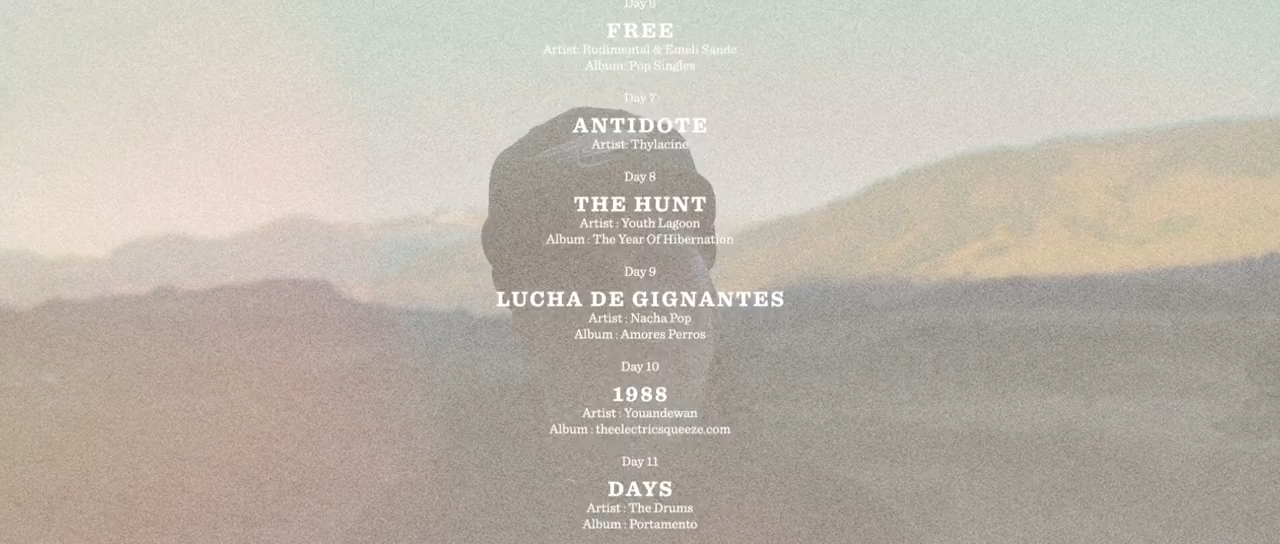 Day 6
FREE
Artist: Rudimental & Emeli Sande
Album: Pop Singles
Day 7
ANTIDOTE
Artist: Thylacine
Day 8
THE HUNT
Artist : Youth Lagoon
Album : The Year Of Hibernation
Day 9
LUCHA DE GIGNANTES
Artist : Nacha Pop
Album : Amores Perros
Day 10
1988
Artist : Youandewan
Album : theelectricsqueeze.com
Day 11
DAYS
Artist : The Drums
Album : Portamento